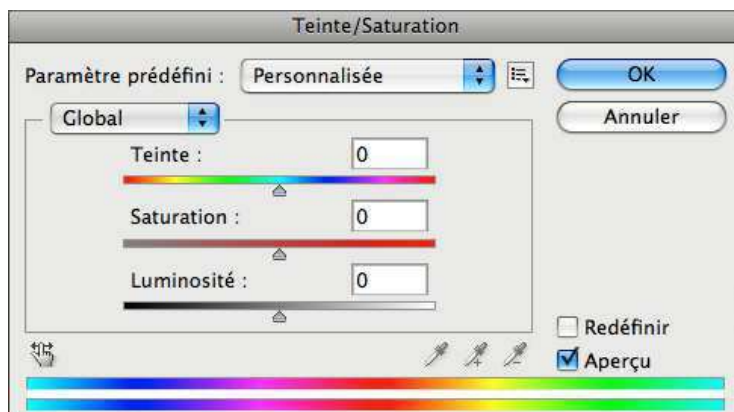 Teinte/Saturation
Paramètre prédéfini : Personnalisée
OK
Global
Annuler
Teinte : 0
Saturation : 0
Luminosité : 0
Redéfinir
Aperçu